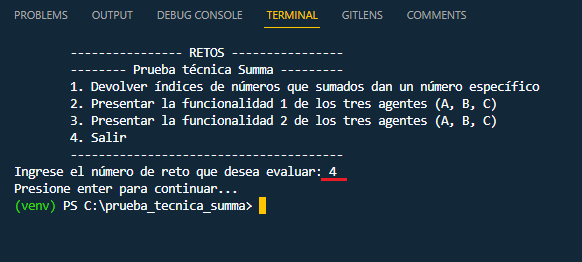 PROBLEMS OUTPUT DEBUG CONSOLE TERMINAL GITLENS COMMENTS
---------------- RETOS ----------------
-------- Prueba técnica Summa ---------
1. Devolver índices de números que sumados dan un número específico
2. Presentar la funcionalidad 1 de los tres agentes (A, B, C)
3. Presentar la funcionalidad 2 de los tres agentes (A, B, C)
4. Salir
---------------------------------------
Ingrese el número de reto que desea evaluar: 4
Presione enter para continuar...
(venv) PS C:\prueba_tecnica_summa>